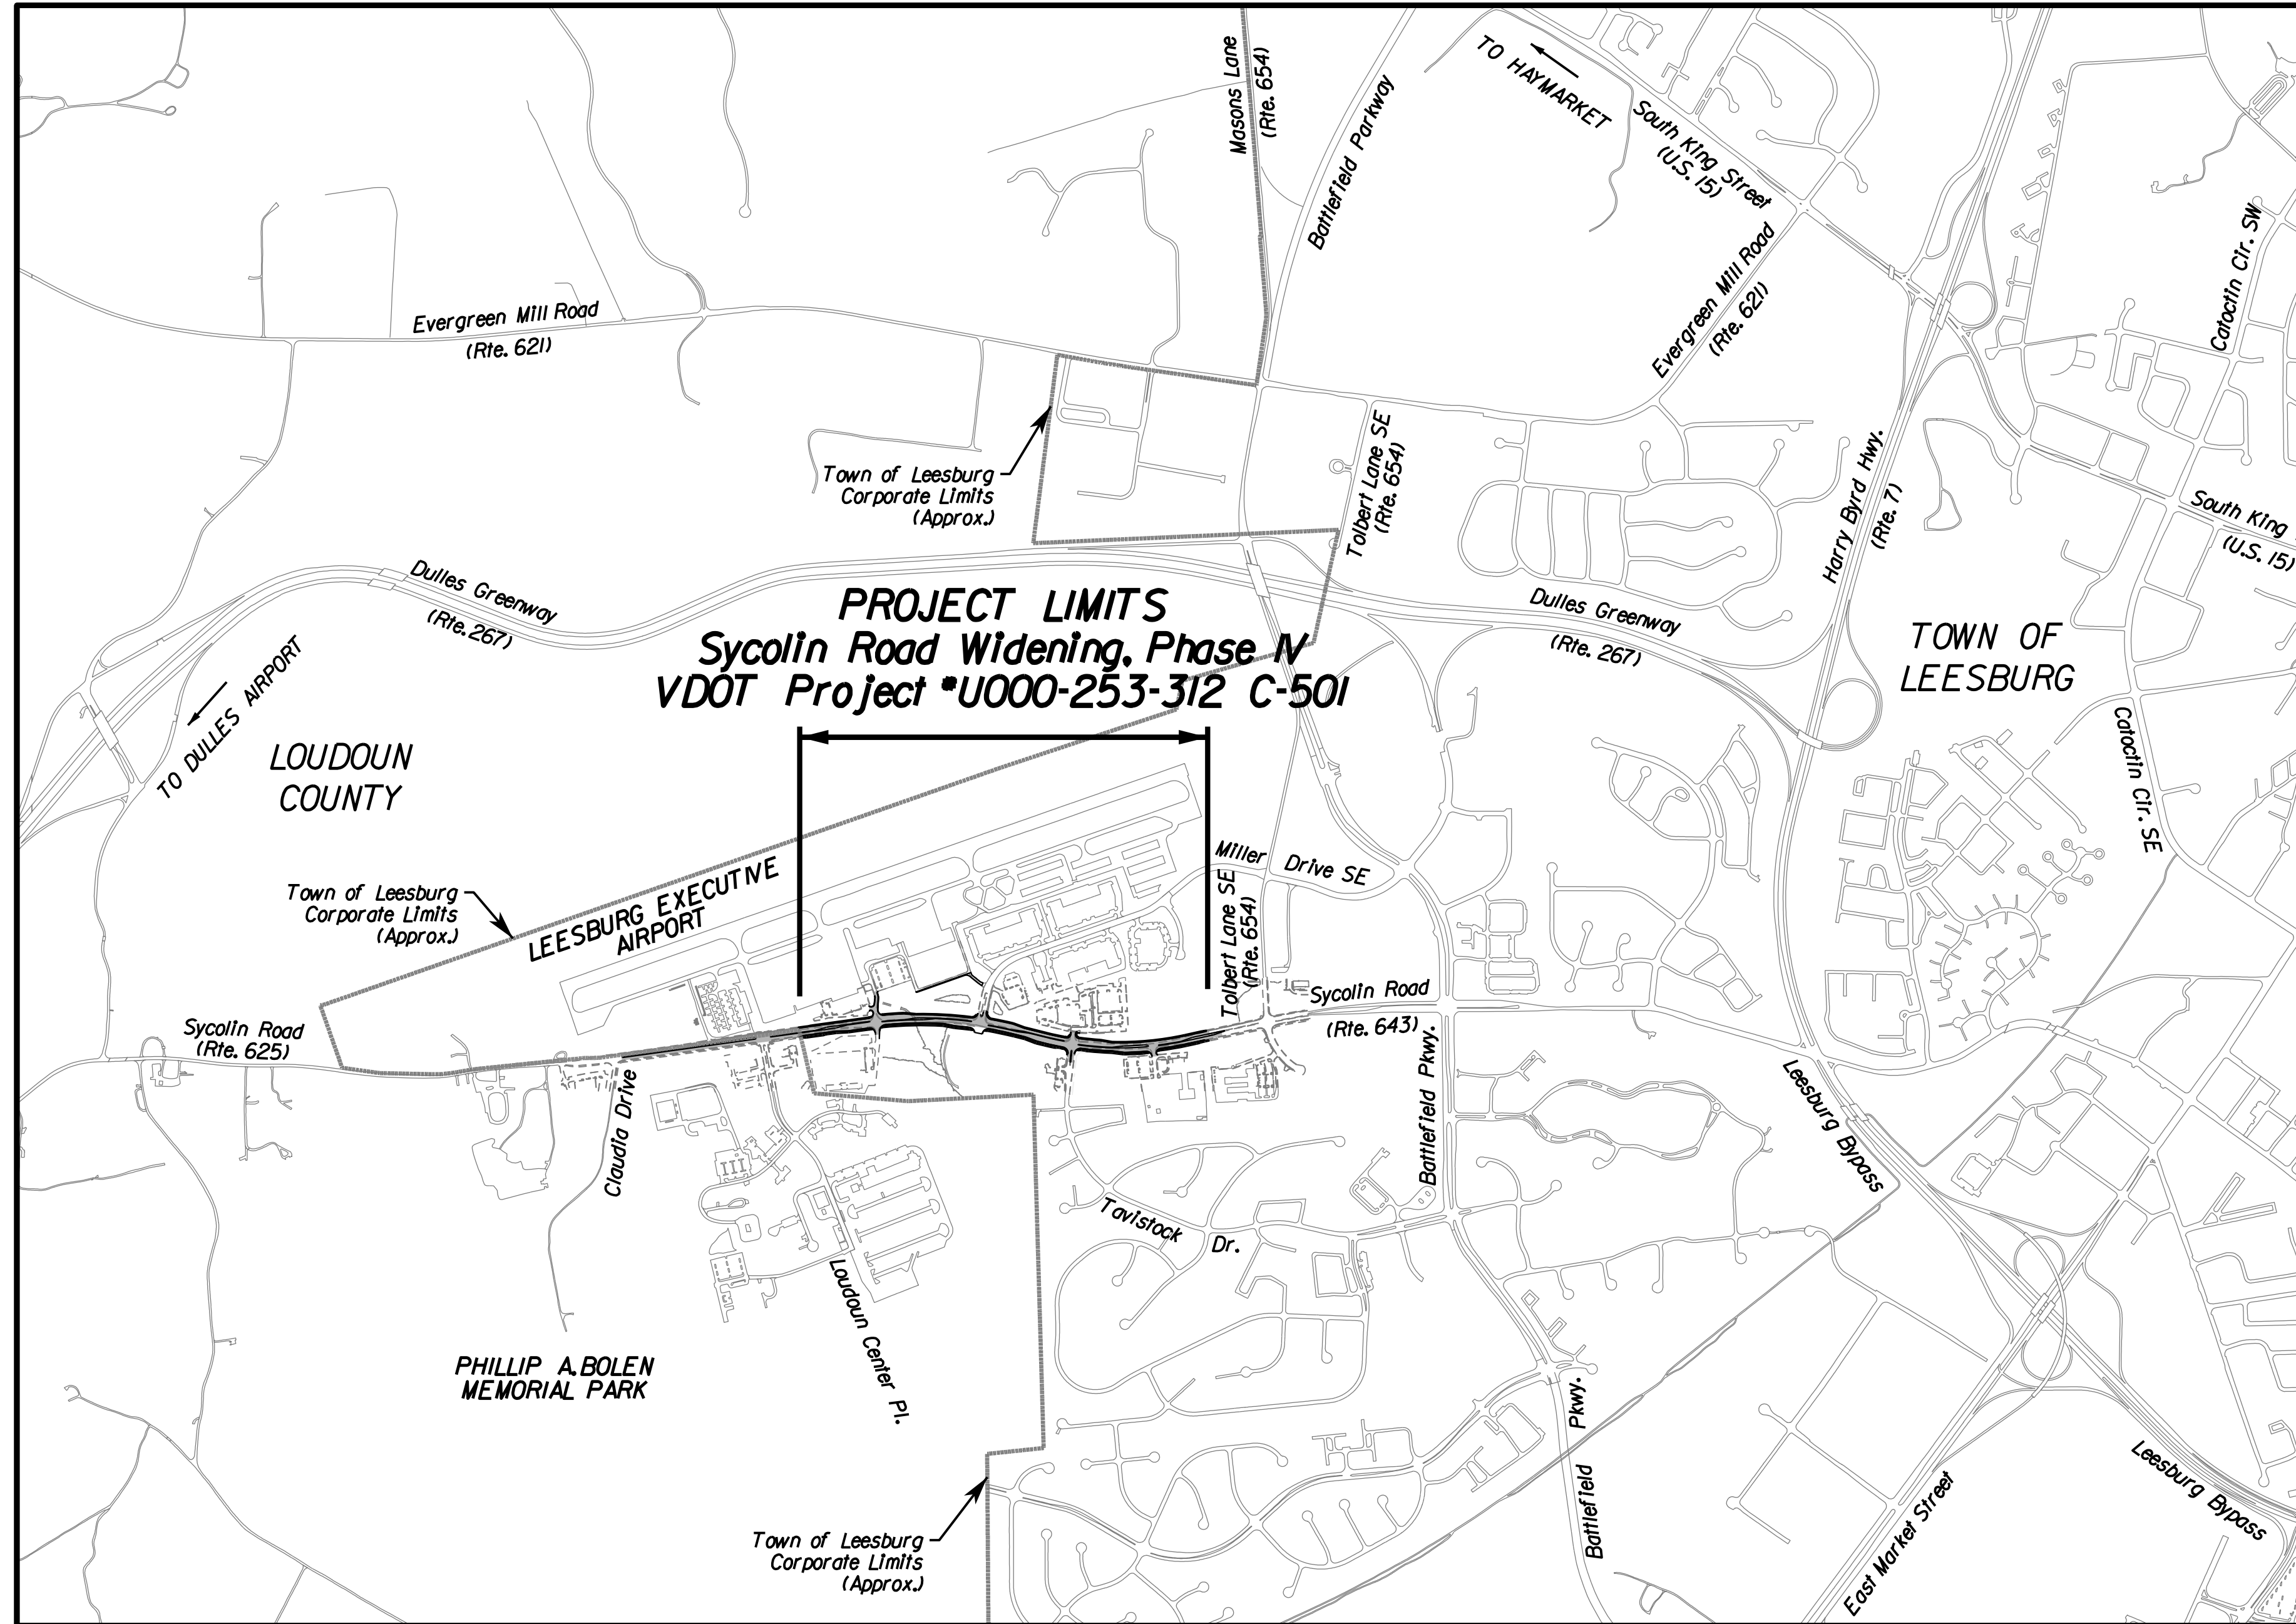 Masons Lane
(Rte. 654)
Battlefield Parkway
TO HAYMARKET
South King Street
(U.S. 15)
Catoctin Cir. SW
Evergreen Mill Road
(Rte. 621)
Evergreen Mill Road
(Rte. 621)
Town of Leesburg
Corporate Limits
(Approx.)
Tolbert Lane SE
(Rte. 654)
Harry Byrd Hwy.
(Rte. 7)
South King
(U.S. 15)
Dulles Greenway
(Rte. 267)
Dulles Greenway
(Rte. 267)
PROJECT LIMITS
Sycolin Road Widening, Phase IV
VDOT Project #U000-253-312 C-501
TOWN OF
LEESBURG
TO DULLES AIRPORT
LOUDOUN
COUNTY
Catoctin Cir. SE
Town of Leesburg
Corporate Limits
(Approx.)
LEESBURG EXECUTIVE
AIRPORT
Miller Drive SE
Tolbert Lane SE
(Rte. 654)
Sycolin Road
(Rte. 643)
Sycolin Road
(Rte. 625)
Claudia Drive
Battlefield Pkwy.
Leesburg Bypass
Tavistock Dr.
Loudoun Center Pl.
PHILLIP A. BOLEN
MEMORIAL PARK
Battlefield Pkwy.
East Market Street
Leesburg Bypass
Town of Leesburg
Corporate Limits
(Approx.)